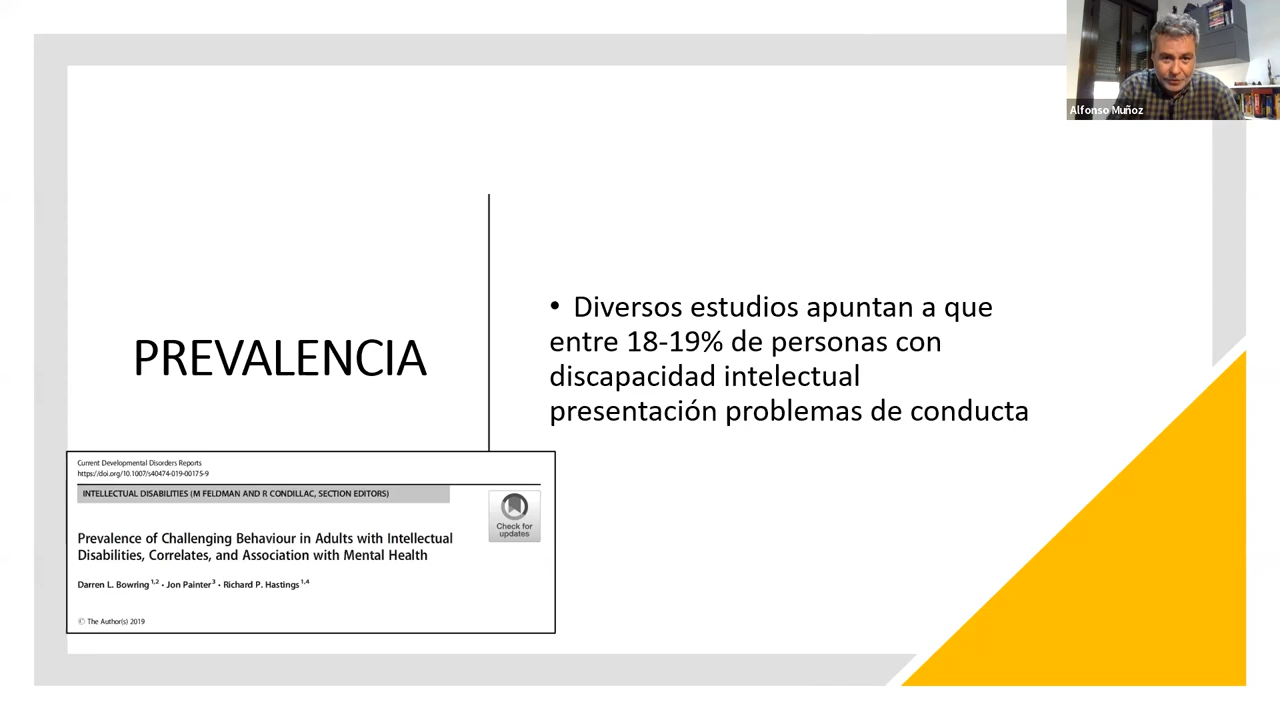 Alfonso Muñoz
PREVALENCIA
• Diversos estudios apuntan a que
entre 18-19% de personas con
discapacidad intelectual
presentación problemas de conducta
Current Developmental Disorders Reports
https://doi.org/10.1007/s40474-019-00175-9
INTELLECTUAL DISABILITIES (M FELDMAN AND R CONDILLAC, SECTION EDITORS)
Check for
updates
Prevalence of Challenging Behaviour in Adults with Intellectual
Disabilities, Correlates, and Association with Mental Health
Darren L. Bowring 1,2 • Jon Painter 3 • Richard P. Hastings 1,4
© The Author(s) 2019